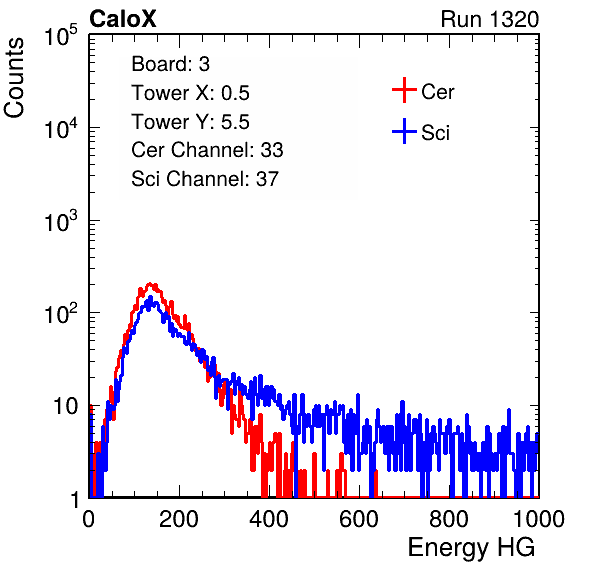 CaloX Run 1320
Counts
10^5
10^4
10^3
10^2
10
1
Board: 3
Tower X: 0.5
Tower Y: 5.5
Cer Channel: 33
Sci Channel: 37
Cer
Sci
0 200 400 600 800 1000
Energy HG